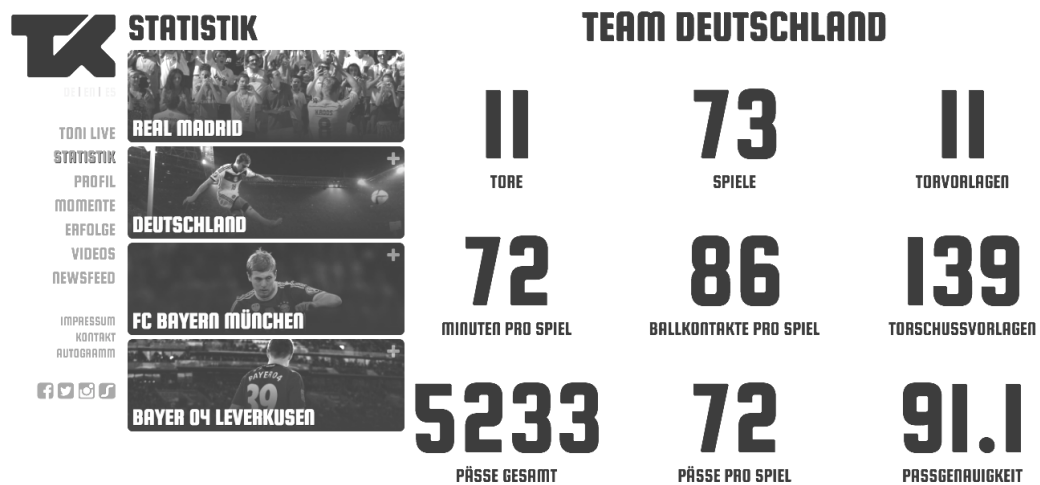 TK
DE | EN | ES
TONI LIVE
STATISTIK
PROFIL
MOMENTE
ERFOLGE
VIDEOS
NEWSFEED
IMPRESSUM
KONTAKT
AUTOGRAMM
STATISTIK
REAL MADRID
DEUTSCHLAND
FC BAYERN MÜNCHEN
BAYER04
39
BAYER 04 LEVERKUSEN
TEAM DEUTSCHLAND
11
TORE
73
SPIELE
11
TORVORLAGEN
72
MINUTEN PRO SPIEL
86
BALLKONTAKTE PRO SPIEL
139
TORSCHUSSVORLAGEN
5233
PÄSSE GESAMT
72
PÄSSE PRO SPIEL
91.1
PASSGENAUIGKEIT